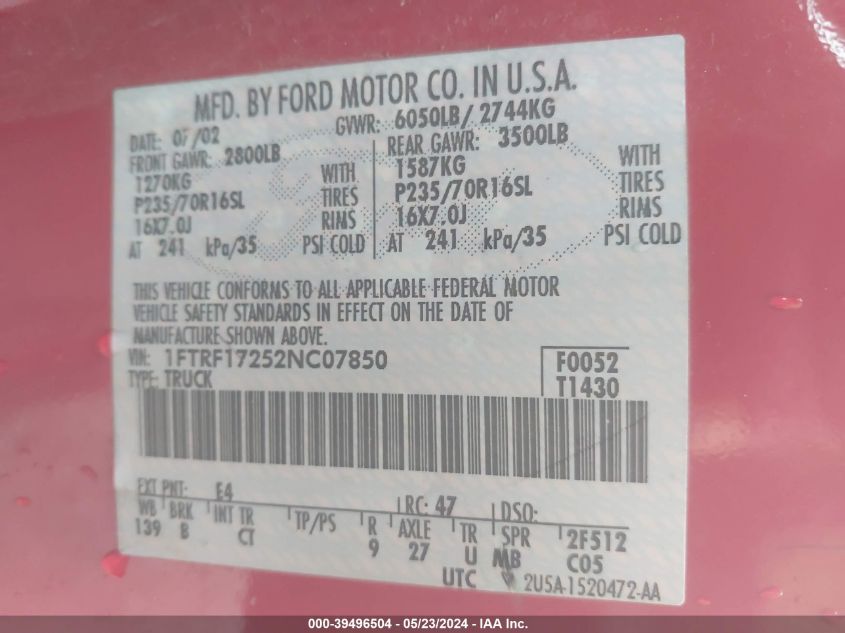 MFD. BY FORD MOTOR CO. IN U.S.A.
DATE: 07/02 GVWR: 6050LB/ 2744KG
FRONT GAWR: 2800LB REAR GAWR: 3500LB
1270KG WITH 1587KG WITH
P235/70R16SL TIRES P235/70R16SL TIRES
16X7.0J RIMS 16X7.0J RIMS
AT 241 kPa/35 PSI COLD AT 241 kPa/35 PSI COLD
THIS VEHICLE CONFORMS TO ALL APPLICABLE FEDERAL MOTOR
VEHICLE SAFETY STANDARDS IN EFFECT ON THE DATE OF
MANUFACTURE SHOWN ABOVE.
VIN: 1FTRF17252NC07850 F0052
TYPE: TRUCK T1430
EXT PNT: E4 RC: 47 DSO:
WB BRK INT TR TP/PS R AXLE TR SPR 2F512
139 B CT 9 27 U MB C05
UTC 2U5A-1520472-AA
000-39496504 / 05/23/2024 - IAA Inc.